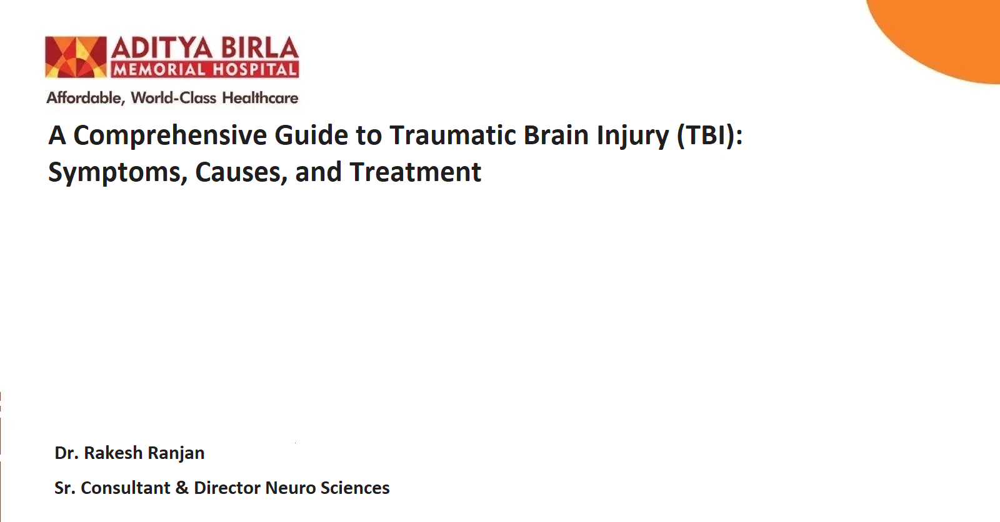 ADITYA BIRLA
MEMORIAL HOSPITAL
Affordable, World-Class Healthcare
A Comprehensive Guide to Traumatic Brain Injury (TBI):
Symptoms, Causes, and Treatment
Dr. Rakesh Ranjan
Sr. Consultant & Director Neuro Sciences